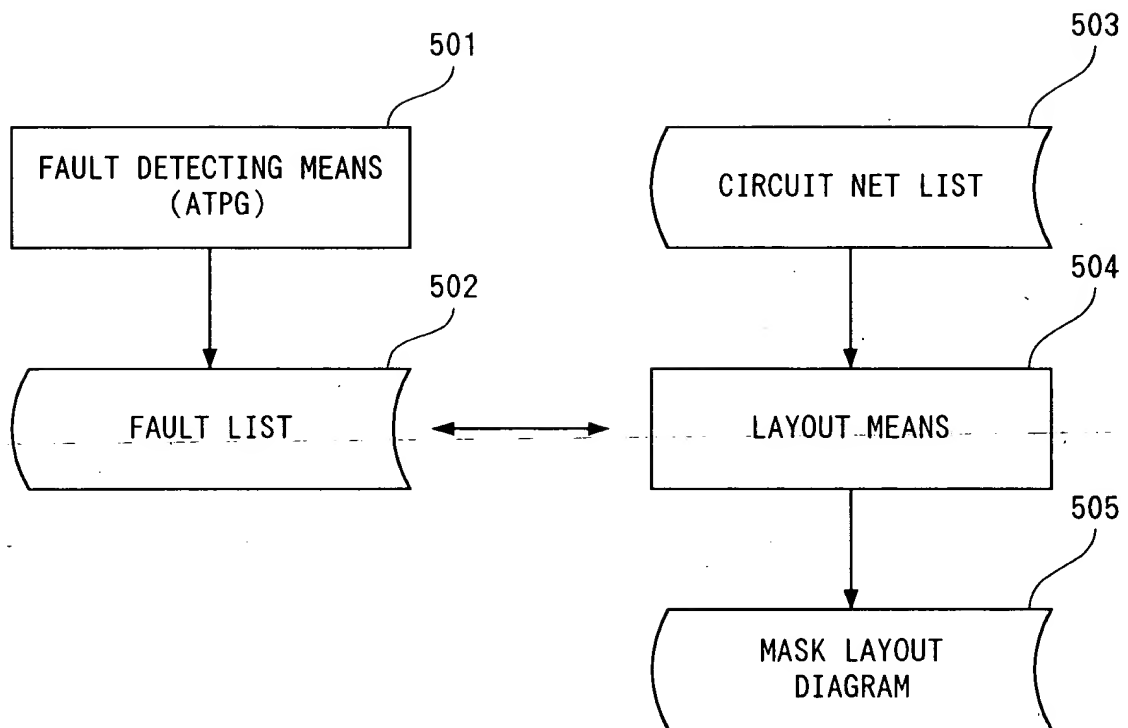 501
FAULT DETECTING MEANS
(ATPG)
502
FAULT LIST
503
CIRCUIT NET LIST
504
LAYOUT MEANS
505
MASK LAYOUT
DIAGRAM